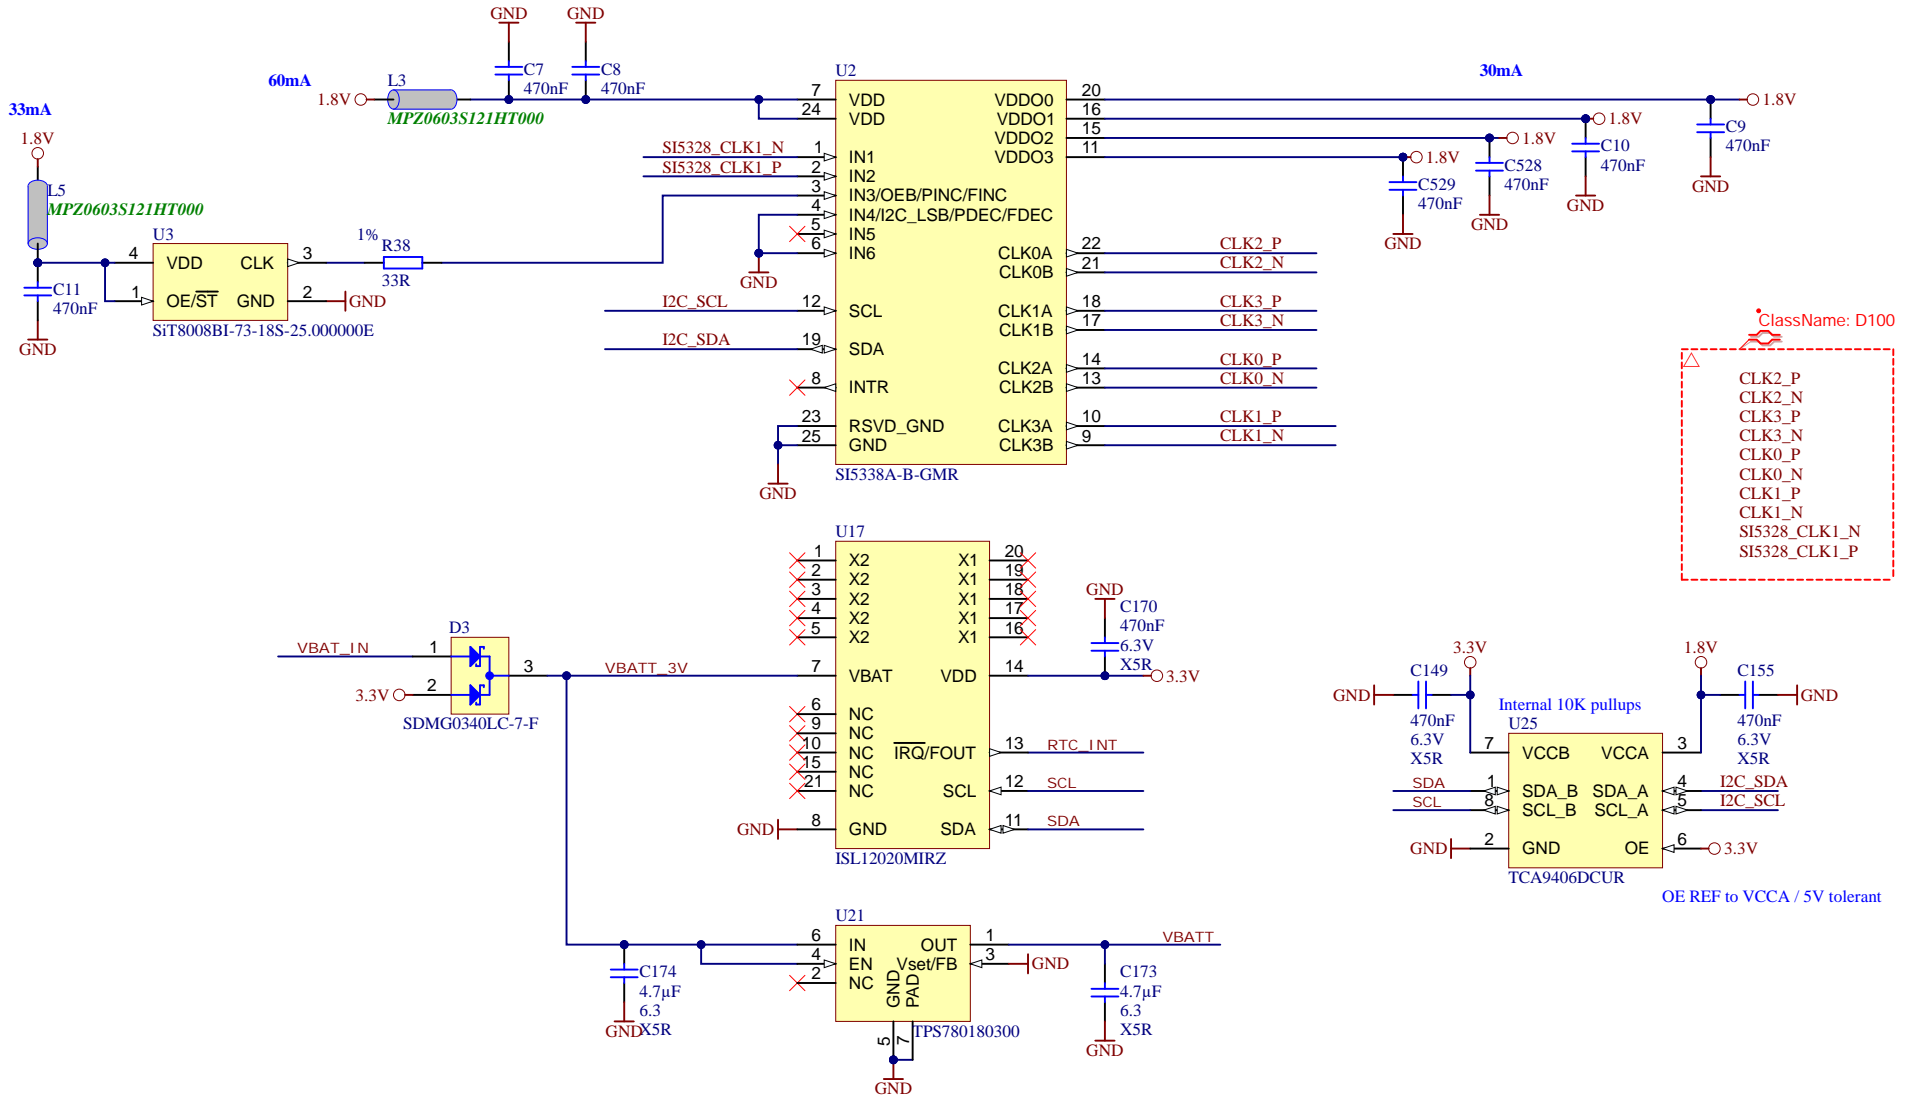 33mA
1.8V
L5
MPZ0603S121HT000
C11
470nF
GND
U3
4 VDD CLK 3
1 OE/ST GND 2 GND
SiT8008BI-73-18S-25.000000E
1%
R38
33R
60mA
1.8V
L3
MPZ0603S121HT000
GND
C7
470nF
GND
C8
470nF
U2
7 VDD VDDO0 20
24 VDD VDDO1 16
VDDO2 15
VDDO3 11
SI5328_CLK1_N 1 IN1
SI5328_CLK1_P 2 IN2
3 IN3/OEB/PINC/FINC
4 IN4/I2C_LSB/PDEC/FDEC
5 IN5
6 IN6
GND
CLK0A 22 CLK2_P
CLK0B 21 CLK2_N
I2C_SCL 12 SCL
CLK1A 18 CLK3_P
CLK1B 17 CLK3_N
I2C_SDA 19 SDA
CLK2A 14 CLK0_P
CLK2B 13 CLK0_N
8 INTR
23 RSVD_GND
25 GND
CLK3A 10 CLK1_P
CLK3B 9 CLK1_N
GND
SI5338A-B-GMR
30mA
1.8V
C9
470nF
GND
1.8V
C10
470nF
GND
1.8V
C528
470nF
GND
1.8V
C529
470nF
GND
ClassName: D100
CLK2_P
CLK2_N
CLK3_P
CLK3_N
CLK0_P
CLK0_N
CLK1_P
CLK1_N
SI5328_CLK1_N
SI5328_CLK1_P
U17
1 X2 X1 20
2 X2 X1 19
3 X2 X1 18
4 X2 X1 17
5 X2 X1 16
7 VBAT VDD 14
6 NC
9 NC
10 NC IRQ/FOUT 13 RTC_INT
15 NC
21 NC SCL 12 SCL
GND 8 GND SDA 11 SDA
ISL12020MIRZ
GND
C170
470nF
6.3V
X5R
3.3V
D3
VBAT_IN 1
3 VBATT_3V
3.3V 2
SDMG0340LC-7-F
U21
6 IN OUT 1 VBATT
4 EN Vset/FB 3 GND
2 NC
GND
PAD
5
7
TPS780180300
GND
C174
4.7µF
6.3
X5R
GND
C173
4.7µF
6.3
X5R
GND
3.3V
C149
GND
470nF
6.3V
X5R
Internal 10K pullups
U25
1.8V
C155
GND
470nF
6.3V
X5R
7 VCCB VCCA 3
SDA 1 SDA_B SDA_A 4 I2C_SDA
SCL 8 SCL_B SCL_A 5 I2C_SCL
GND 2 GND OE 6 3.3V
TCA9406DCUR
OE REF to VCCA / 5V tolerant